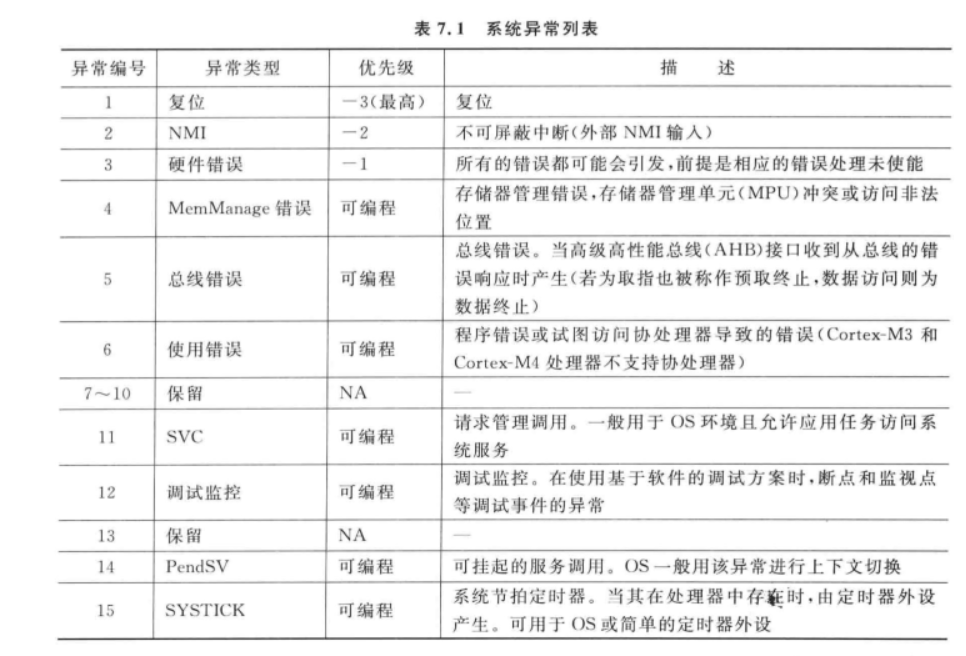 表 7.1 系统异常列表
异常编号 异常类型 优先级 描 述
1 复位 －3(最高) 复位
2 NMI －2 不可屏蔽中断(外部 NMI 输入)
3 硬件错误 －1 所有的错误都可能会引发,前提是相应的错误处理未使能
4 MemManage 错误 可编程 存储器管理错误,存储器管理单元(MPU)冲突或访问非法
位置
5 总线错误 可编程 总线错误。当高级高性能总线(AHB)接口收到从总线的错
误响应时产生(若为取指也被称作预取终止,数据访问则为
数据终止)
6 使用错误 可编程 程序错误或试图访问协处理器导致的错误(Cortex-M3 和
Cortex-M4 处理器不支持协处理器)
7～10 保留 NA —
11 SVC 可编程 请求管理调用。一般用于 OS 环境且允许应用任务访问系
统服务
12 调试监控 可编程 调试监控。在使用基于软件的调试方案时,断点和监视点
等调试事件的异常
13 保留 NA —
14 PendSV 可编程 可挂起的服务调用。OS 一般用该异常进行上下文切换
15 SYSTICK 可编程 系统节拍定时器。当其在处理器中存在时,由定时器外设
产生。可用于 OS 或简单的定时器外设